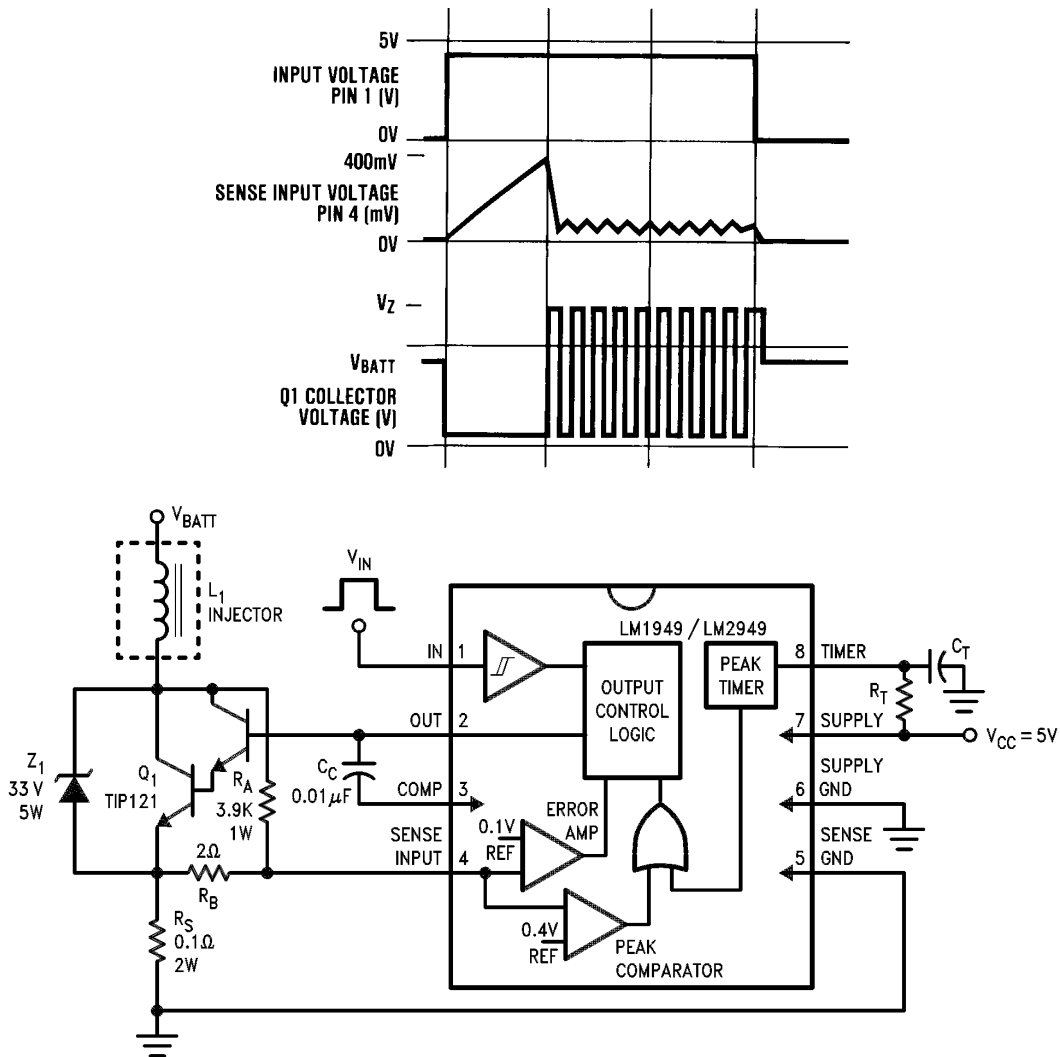 5V
INPUT VOLTAGE
PIN 1 (V)
0V
400mV
SENSE INPUT VOLTAGE
PIN 4 (mV)
0V
VZ
VBATT
Q1 COLLECTOR
VOLTAGE (V)
0V
VBATT
L1
INJECTOR
VIN
LM1949 / LM2949
IN 1
8 TIMER
CT
PEAK
TIMER
OUTPUT
CONTROL
LOGIC
RT
OUT 2
7 SUPPLY
VCC = 5V
Z1
33 V
5W
Q1
TIP121
RA
3.9K
1W
CC
0.01μF
COMP 3
SUPPLY
6 GND
ERROR
AMP
0.1V
REF
SENSE
INPUT 4
SENSE
5 GND
2Ω
RB
RS
0.1Ω
2W
0.4V
REF
PEAK
COMPARATOR